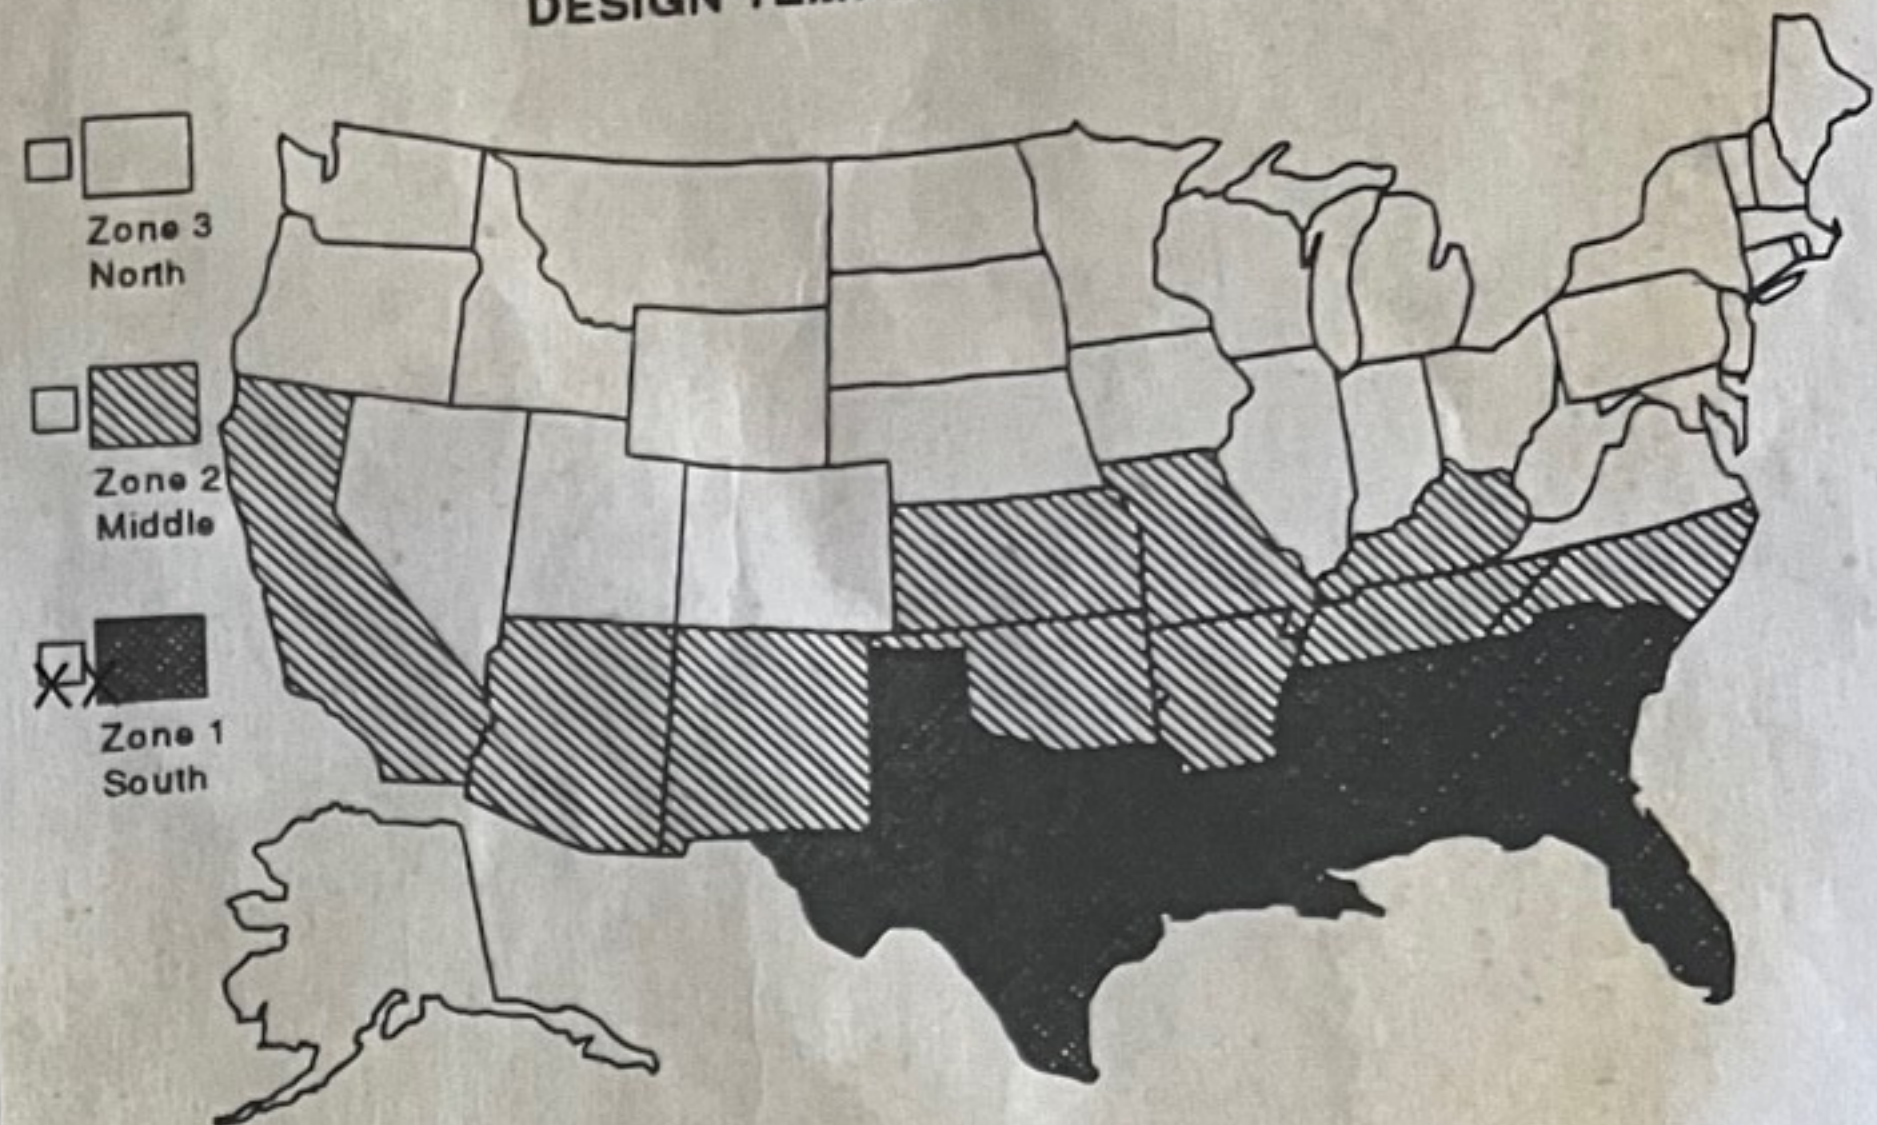 DESIGN
Zone 3
North
Zone 2
Middle
X X
Zone 1
South